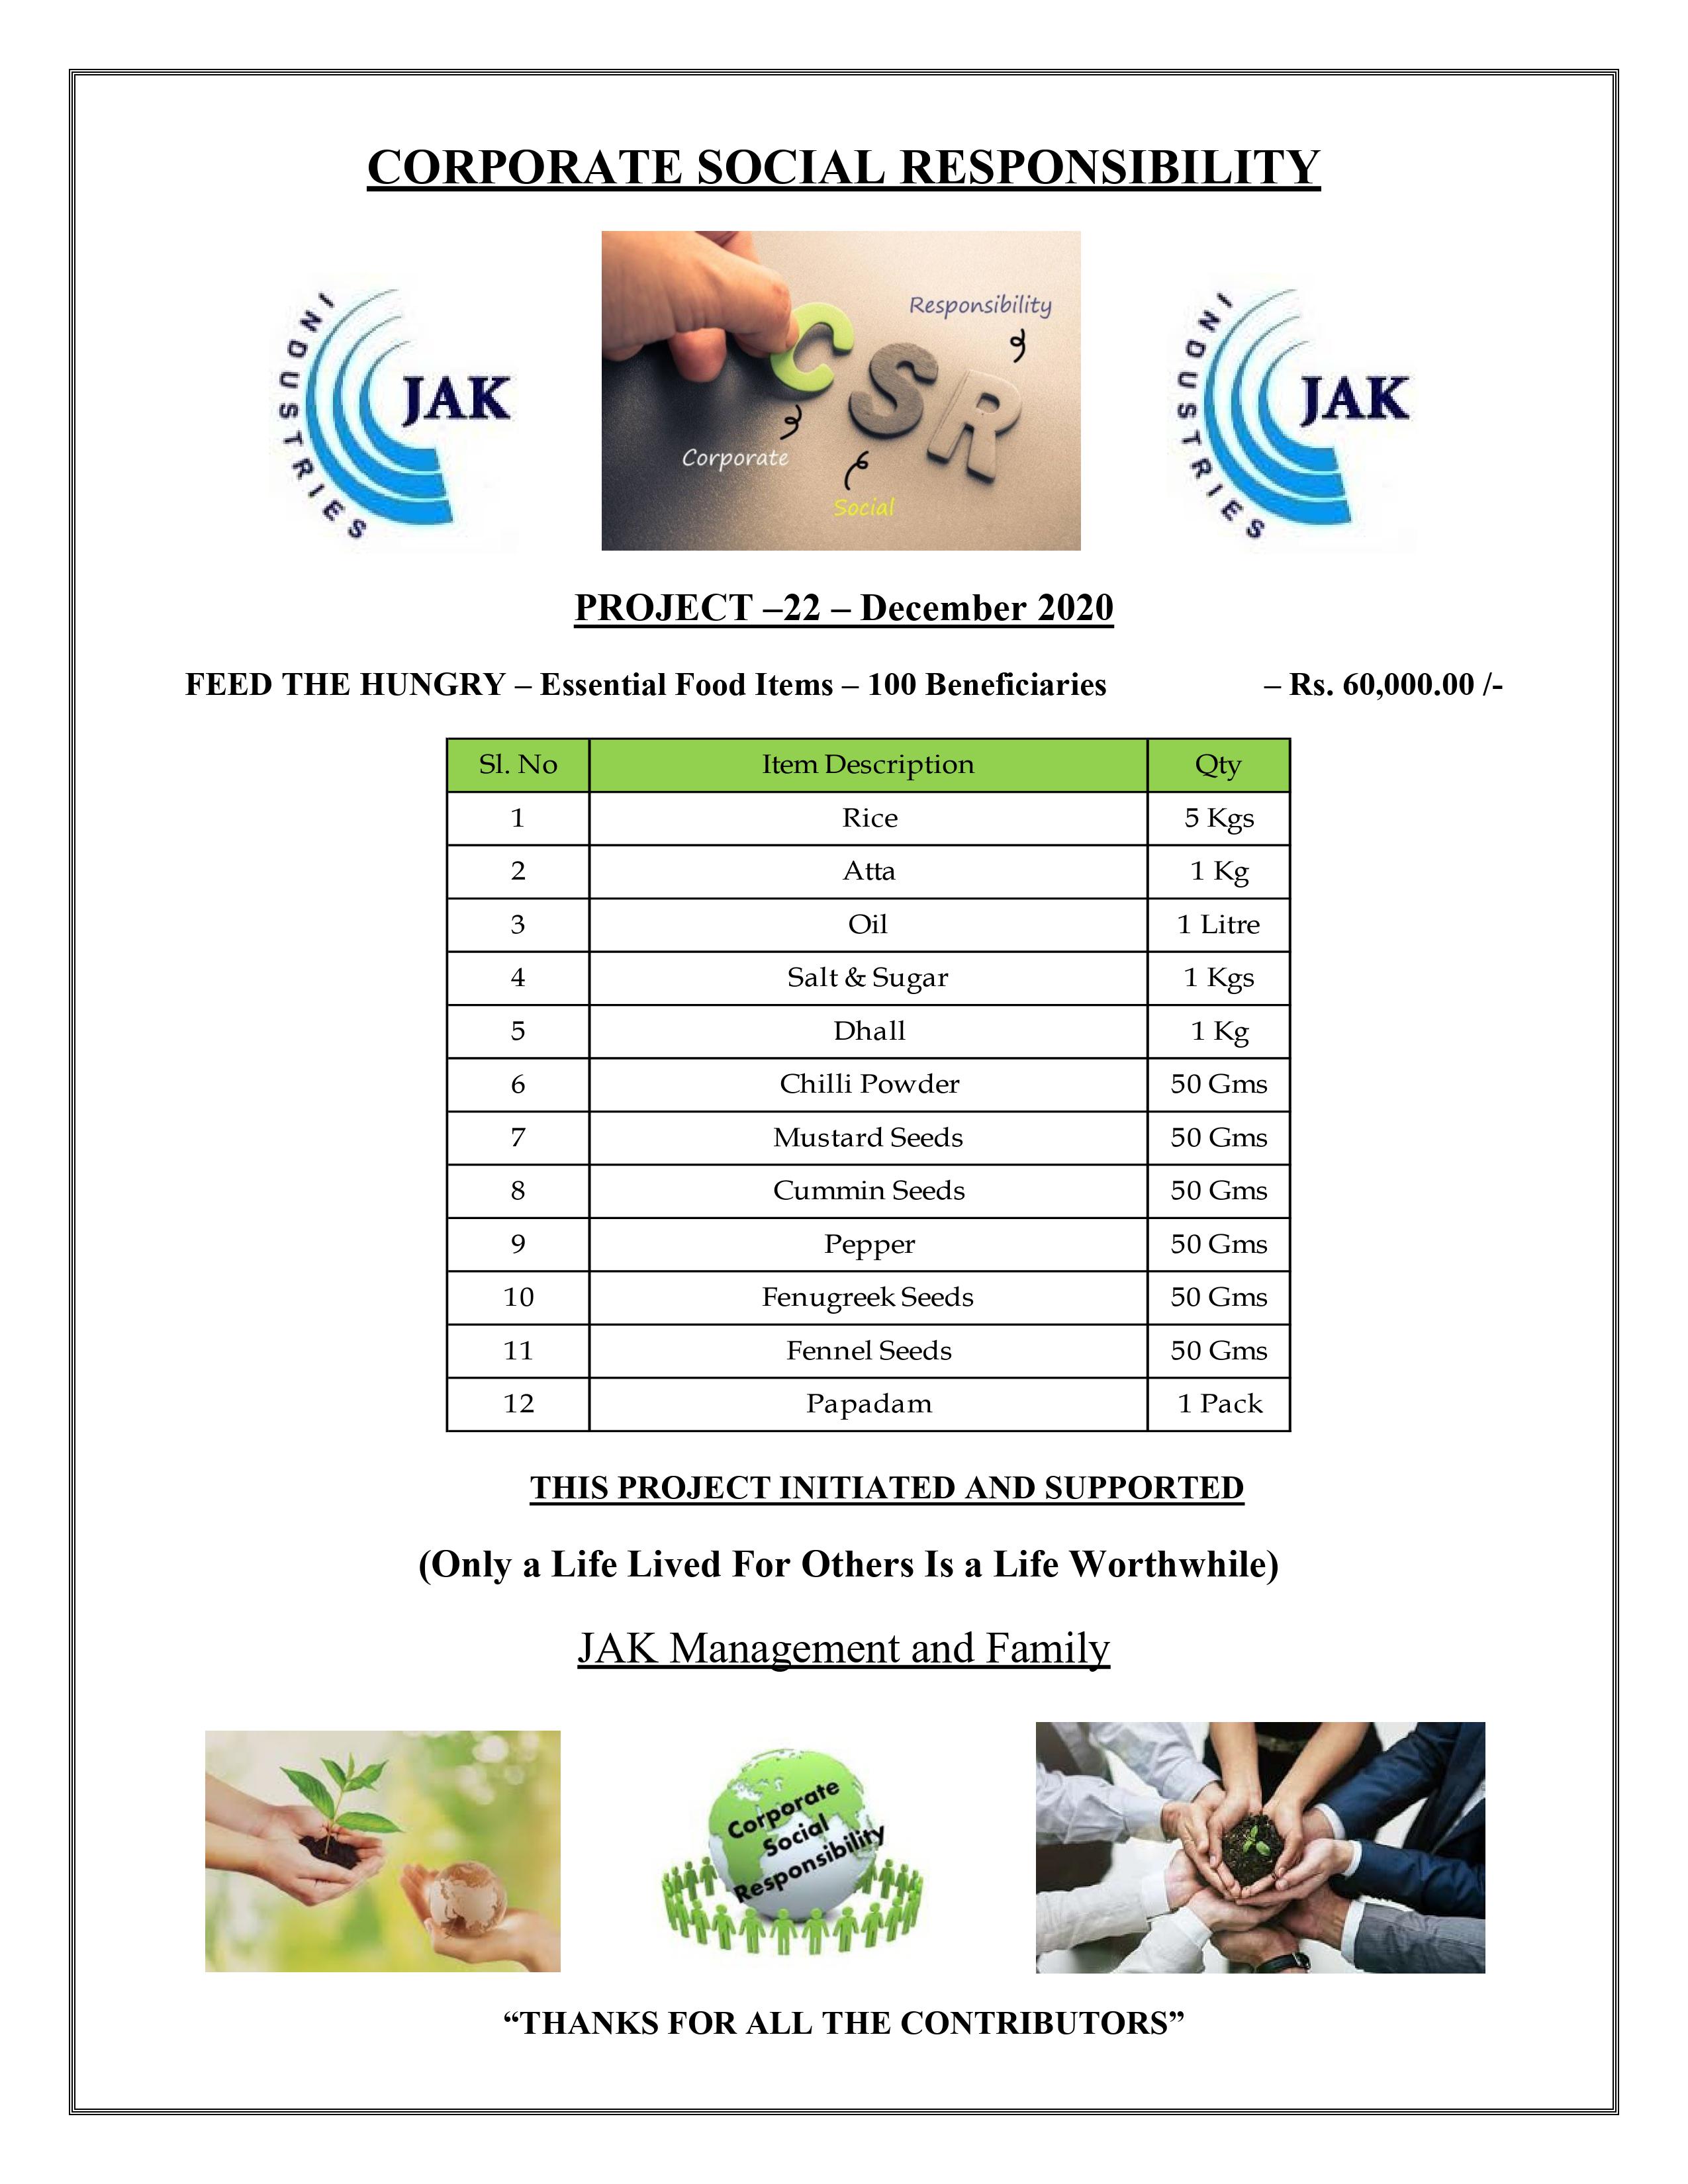 CORPORATE SOCIAL RESPONSIBILITY
INDUSTRIES
JAK
C S R
Responsibility
Corporate
Social
INDUSTRIES
JAK
PROJECT –22 – December 2020
FEED THE HUNGRY – Essential Food Items – 100 Beneficiaries – Rs. 60,000.00 /-
Sl. No Item Description Qty
1 Rice 5 Kgs
2 Atta 1 Kg
3 Oil 1 Litre
4 Salt & Sugar 1 Kgs
5 Dhall 1 Kg
6 Chilli Powder 50 Gms
7 Mustard Seeds 50 Gms
8 Cummin Seeds 50 Gms
9 Pepper 50 Gms
10 Fenugreek Seeds 50 Gms
11 Fennel Seeds 50 Gms
12 Papadam 1 Pack
THIS PROJECT INITIATED AND SUPPORTED
(Only a Life Lived For Others Is a Life Worthwhile)
JAK Management and Family
Corporate
Social
Responsibility
“THANKS FOR ALL THE CONTRIBUTORS”